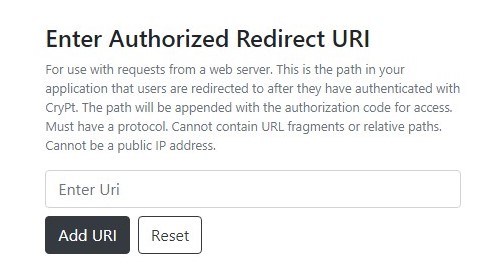 Enter Authorized Redirect URI
For use with requests from a web server. This is the path in your
application that users are redirected to after they have authenticated with
CryPt. The path will be appended with the authorization code for access.
Must have a protocol. Cannot contain URL fragments or relative paths.
Cannot be a public IP address.
Enter Uri
Add URI Reset